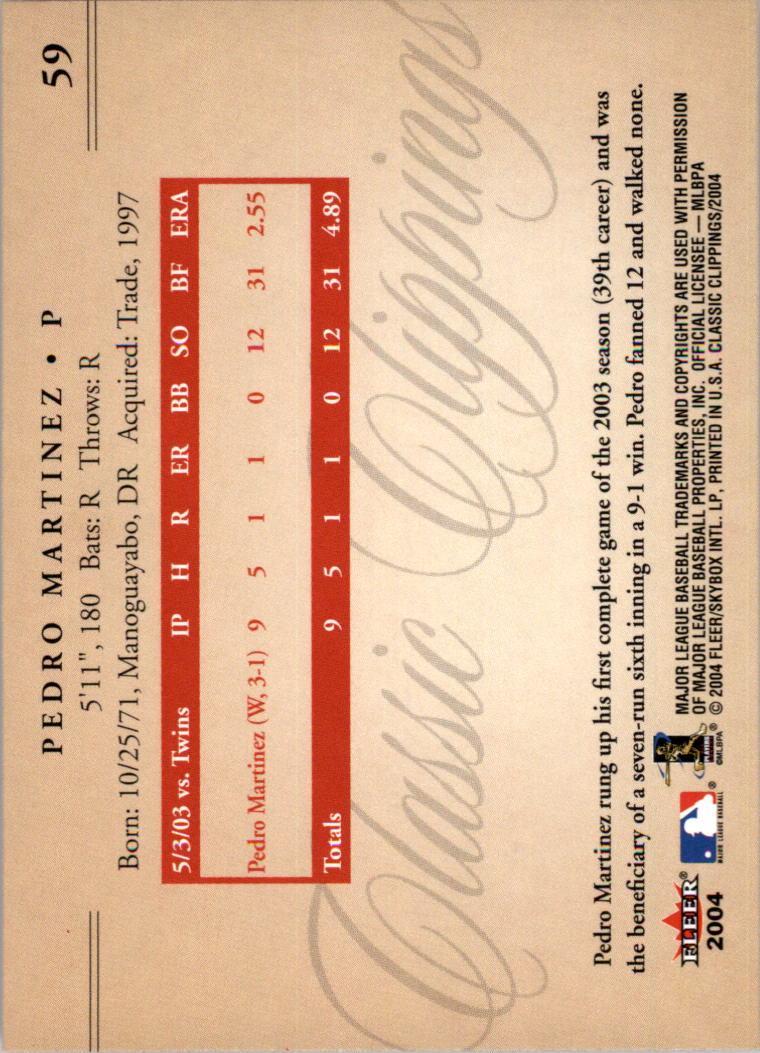 59
PEDRO MARTINEZ • P
5'11", 180 Bats: R Throws: R
Born: 10/25/71, Manoguayabo, DR Acquired: Trade, 1997
5/3/03 vs. Twins IP H R ER BB SO BF ERA
Pedro Martinez (W, 3-1) 9 5 1 1 0 12 31 2.55
Totals 9 5 1 1 0 12 31 4.89
Classic Clippings
Pedro Martinez rung up his first complete game of the 2003 season (39th career) and was
the beneficiary of a seven-run sixth inning in a 9-1 win. Pedro fanned 12 and walked none.
FLEER®
2004
®
MAJOR LEAGUE BASEBALL
®
©MLBPA
MAJOR LEAGUE BASEBALL TRADEMARKS AND COPYRIGHTS ARE USED WITH PERMISSION
OF MAJOR LEAGUE BASEBALL PROPERTIES, INC. OFFICIAL LICENSEE — MLBPA
© 2004 FLEER/SKYBOX INTL. LP, PRINTED IN U.S.A. CLASSIC CLIPPINGS/2004